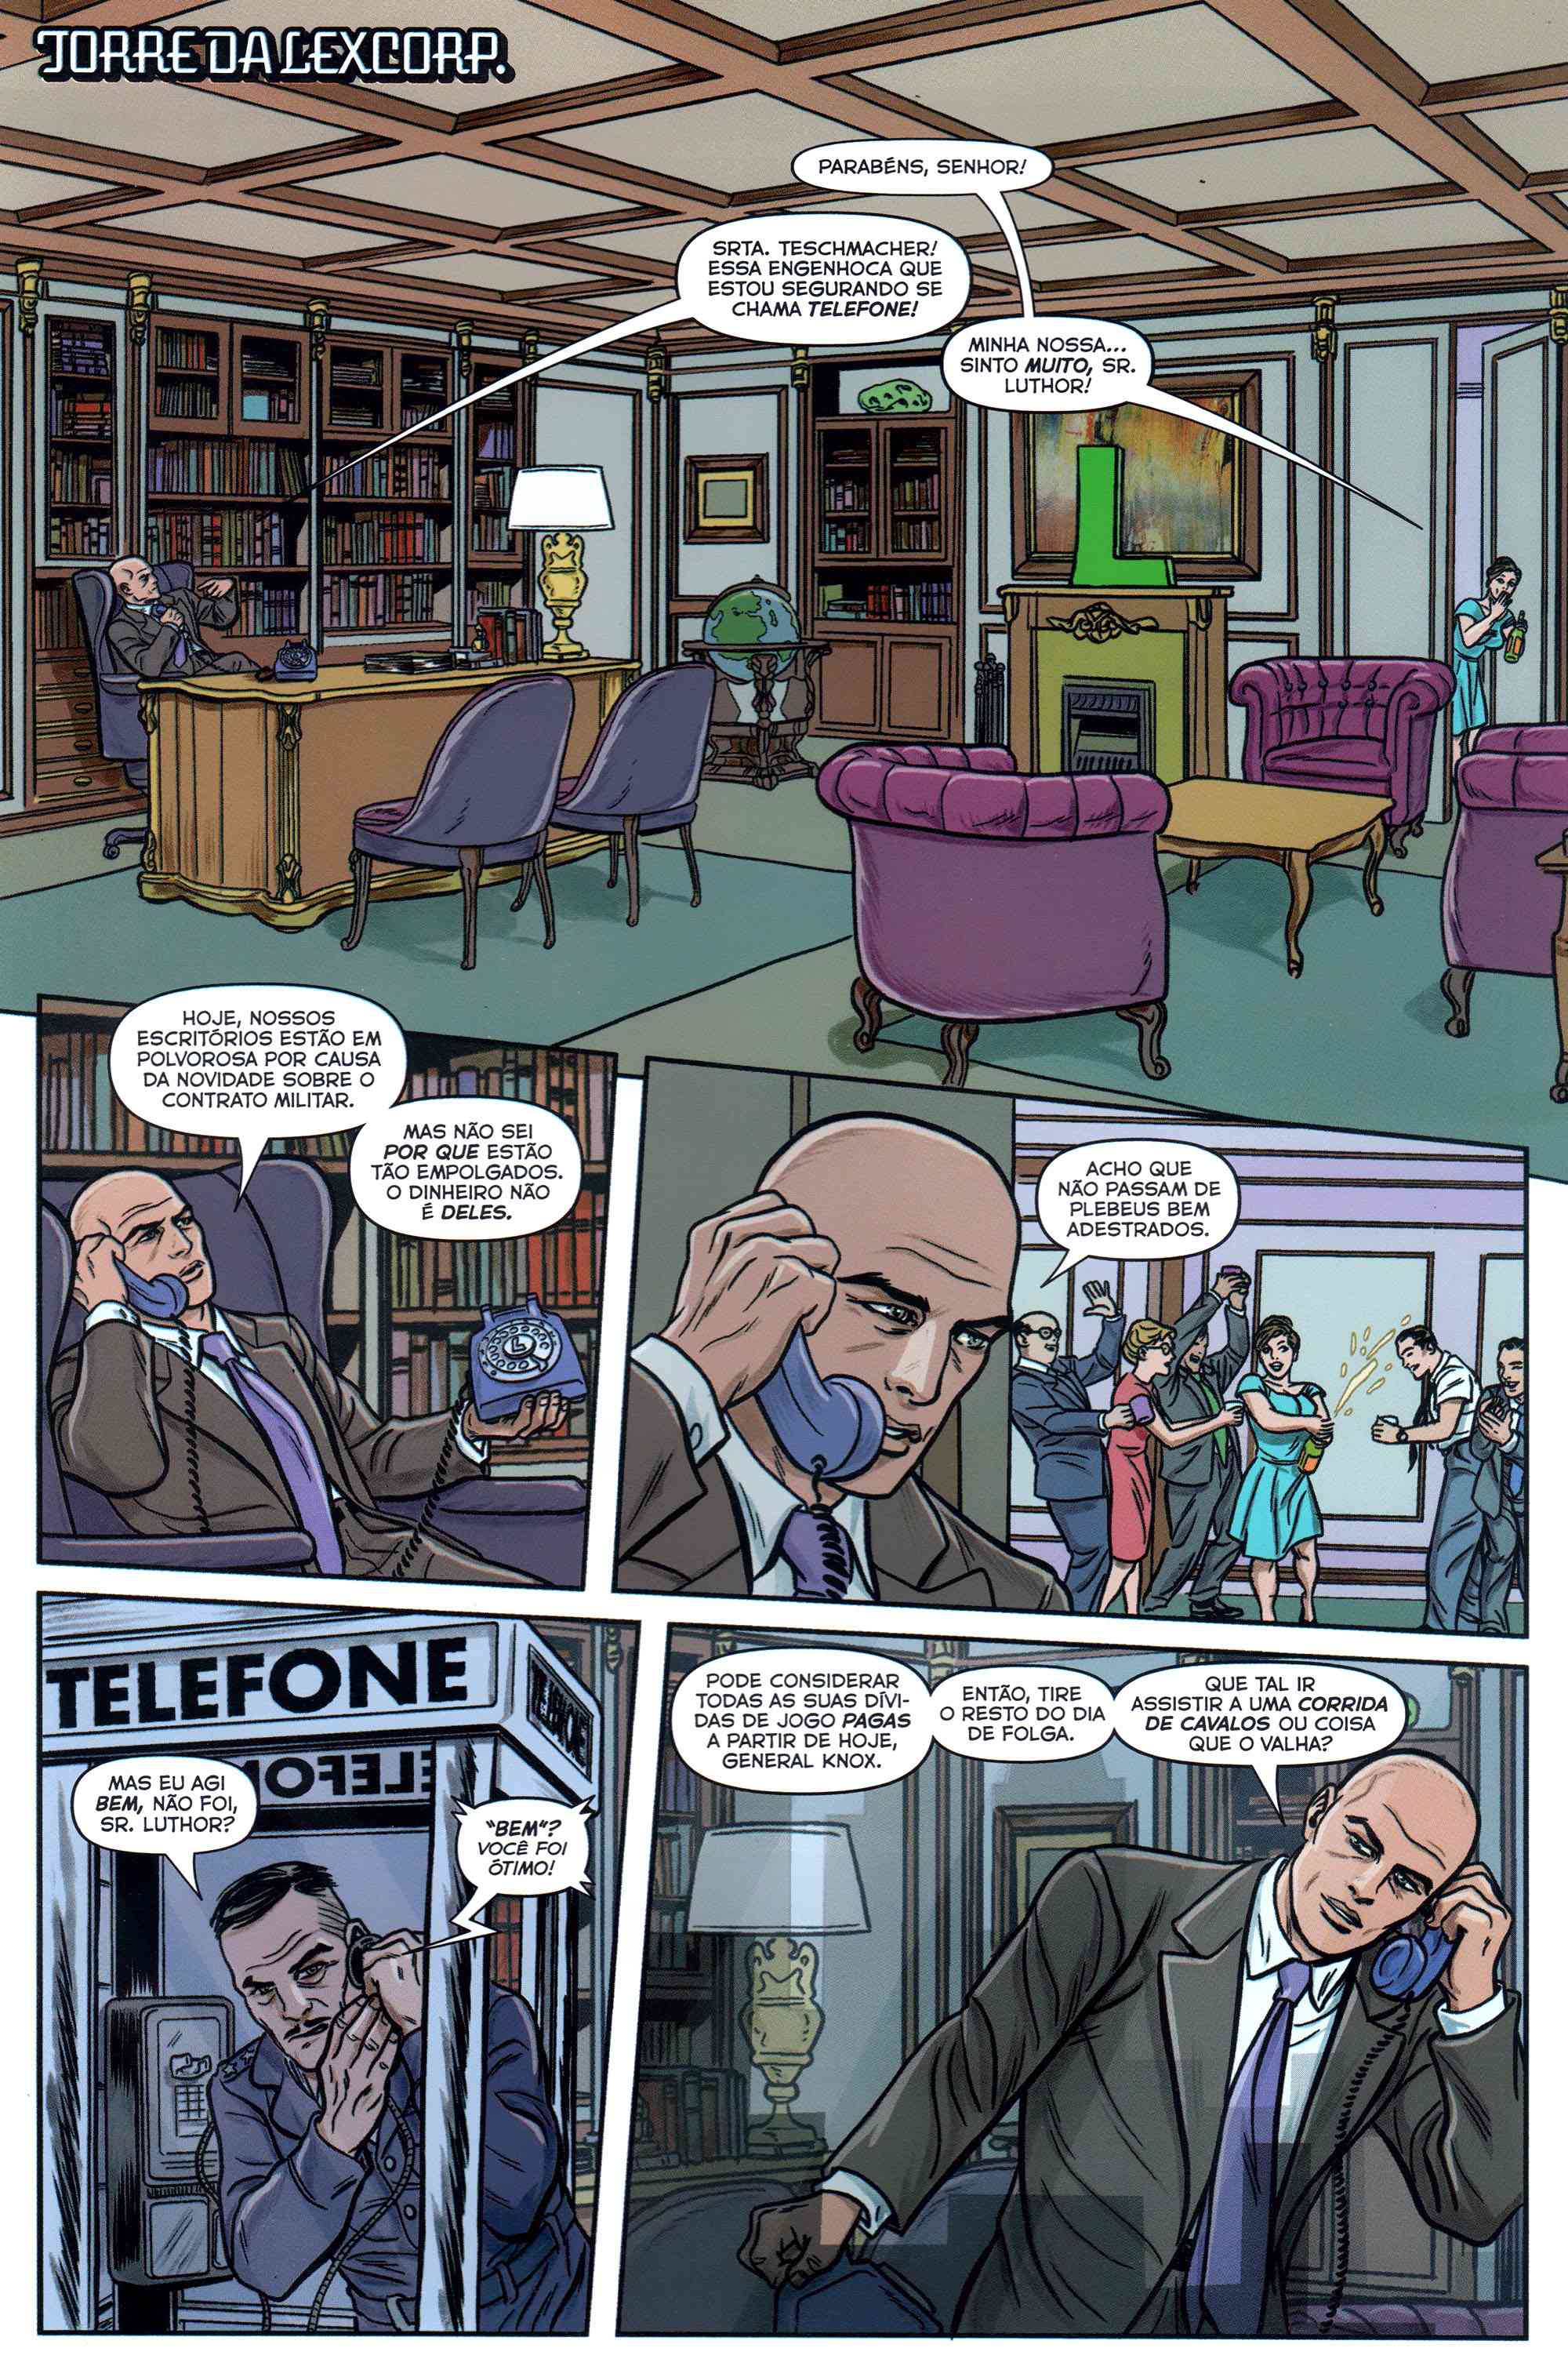 TORRE DA LEXCORP.
PARABÉNS, SENHOR!
SRTA. TESCHMACHER!
ESSA ENGENHOCA QUE
ESTOU SEGURANDO SE
CHAMA TELEFONE!
MINHA NOSSA...
SINTO MUITO, SR.
LUTHOR!
L
HOJE, NOSSOS
ESCRITÓRIOS ESTÃO EM
POLVOROSA POR CAUSA
DA NOVIDADE SOBRE O
CONTRATO MILITAR.
MAS NÃO SEI
POR QUE ESTÃO
TÃO EMPOLGADOS.
O DINHEIRO NÃO
É DELES.
L
ACHO QUE
NÃO PASSAM DE
PLEBEUS BEM
ADESTRADOS.
TELEFONE
TELEFONE
TELEFO
MAS EU AGI
BEM, NÃO FOI,
SR. LUTHOR?
"BEM"?
VOCÊ FOI
ÓTIMO!
PODE CONSIDERAR
TODAS AS SUAS DÍVI-
DAS DE JOGO PAGAS
A PARTIR DE HOJE,
GENERAL KNOX.
ENTÃO, TIRE
O RESTO DO DIA
DE FOLGA.
QUE TAL IR
ASSISTIR A UMA CORRIDA
DE CAVALOS OU COISA
QUE O VALHA?